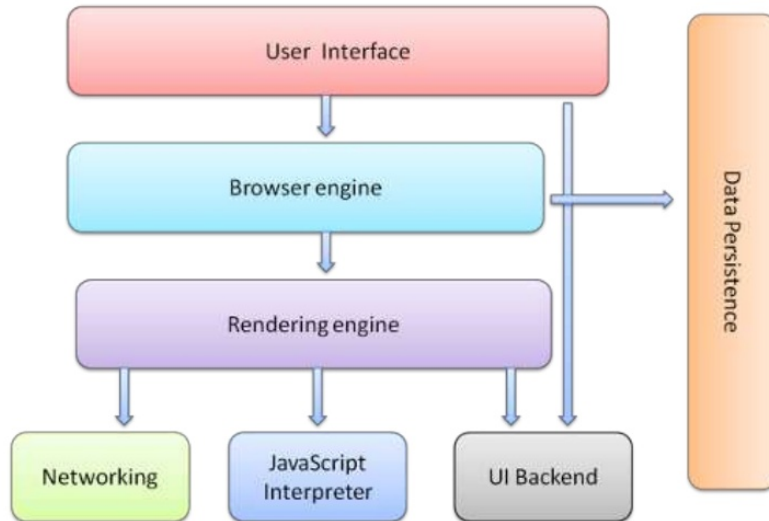 User Interface
Browser engine
Data Persistence
Rendering engine
Networking
JavaScript
Interpreter
UI Backend